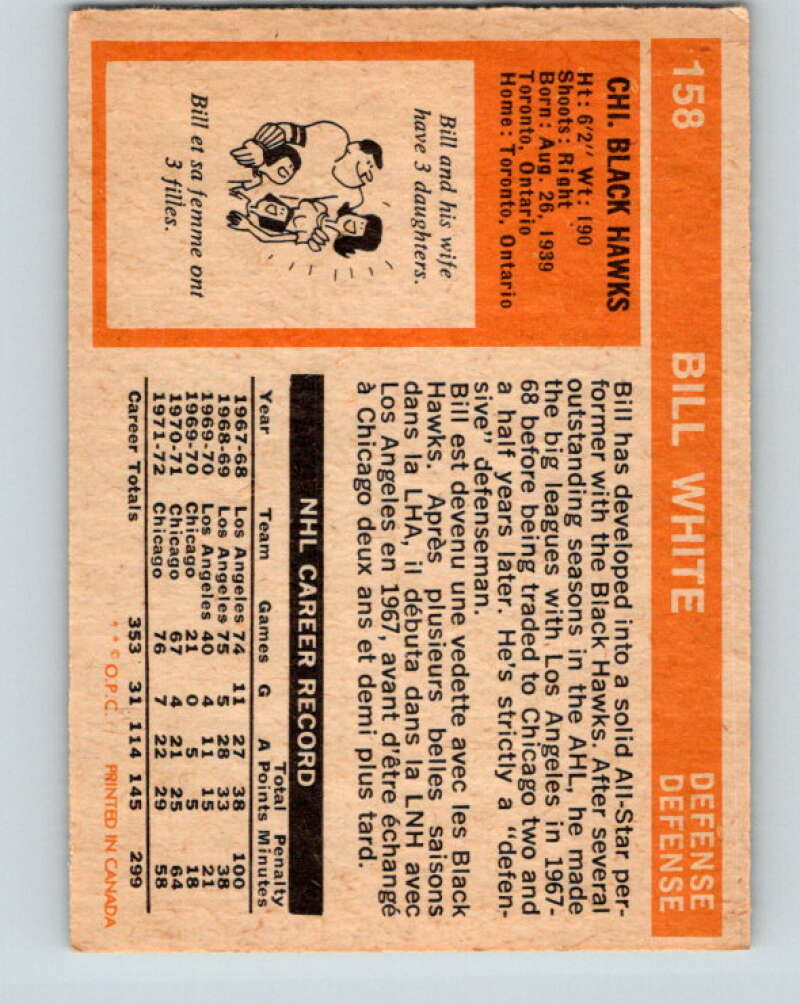 158 BILL WHITE DEFENSE
DEFENSE
CHI. BLACK HAWKS
Ht: 6'2" Wt: 190
Shoots: Right
Born: Aug. 26, 1939
Toronto, Ontario
Home: Toronto, Ontario
Bill and his wife
have 3 daughters.
Bill et sa femme ont
3 filles.
Bill has developed into a solid All-Star per-
former with the Black Hawks. After several
outstanding seasons in the AHL, he made
the big leagues with Los Angeles in 1967-
68 before being traded to Chicago two and
a half years later. He's strictly a "defen-
sive" defenseman.
Bill est devenu une vedette avec les Black
Hawks. Après plusieurs belles saisons
dans la LHA, il débuta dans la LNH avec
Los Angeles en 1967, avant d'être échangé
à Chicago deux ans et demi plus tard.
NHL CAREER RECORD
Total Penalty
Year Team Games G A Points Minutes
1967-68 Los Angeles 74 11 27 38 100
1968-69 Los Angeles 75 5 28 33 38
1969-70 Los Angeles 40 4 11 15 21
1969-70 Chicago 21 0 5 5 18
1970-71 Chicago 67 4 21 25 64
1971-72 Chicago 76 7 22 29 58
Career Totals 353 31 114 145 299
* * © O.P.C. PRINTED IN CANADA